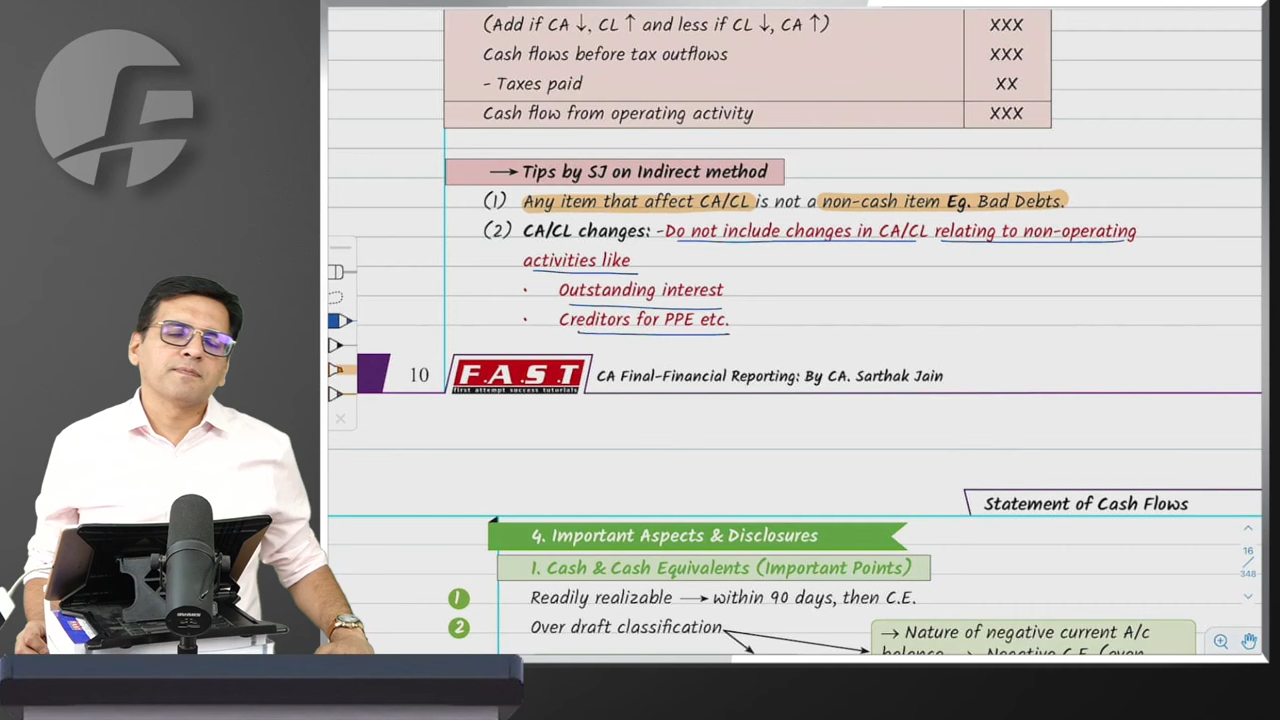 (Add if CA ↓, CL ↑ and less if CL ↓, CA ↑) XXX
Cash flows before tax outflows XXX
- Taxes paid XX
Cash flow from operating activity XXX
→ Tips by SJ on Indirect method
(1) Any item that affect CA/CL is not a non-cash item Eg. Bad Debts.
(2) CA/CL changes: -Do not include changes in CA/CL relating to non-operating
activities like
· Outstanding interest
· Creditors for PPE etc.
10 F.A.S.T CA Final-Financial Reporting: By CA. Sarthak Jain
first attempt success tutorials
Statement of Cash Flows
4. Important Aspects & Disclosures
1. Cash & Cash Equivalents (Important Points)
1 Readily realizable → within 90 days, then C.E.
2 Over draft classification
→ Nature of negative current A/c
balance → Negative C.E. (even
16
348